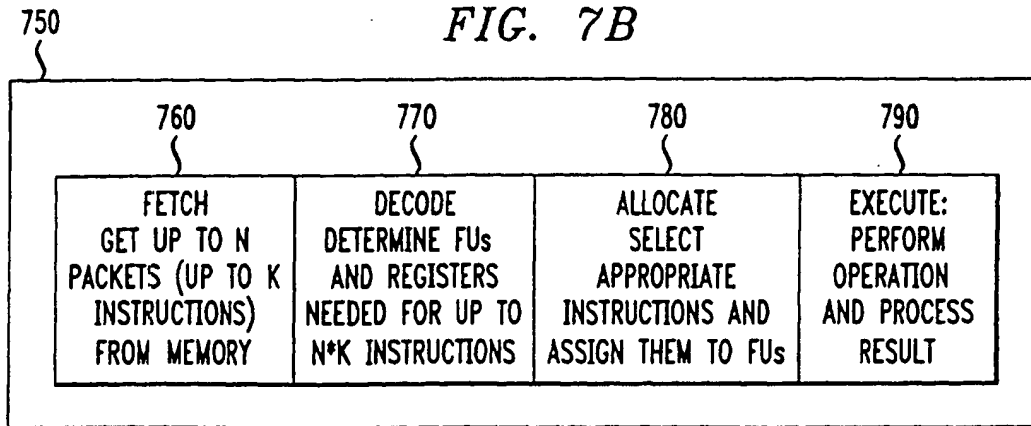 FIG. 7B
750
760
770
780
790
FETCH
GET UP TO N
PACKETS (UP TO K
INSTRUCTIONS)
FROM MEMORY
DECODE
DETERMINE FUs
AND REGISTERS
NEEDED FOR UP TO
N*K INSTRUCTIONS
ALLOCATE
SELECT
APPROPRIATE
INSTRUCTIONS AND
ASSIGN THEM TO FUs
EXECUTE:
PERFORM
OPERATION
AND PROCESS
RESULT